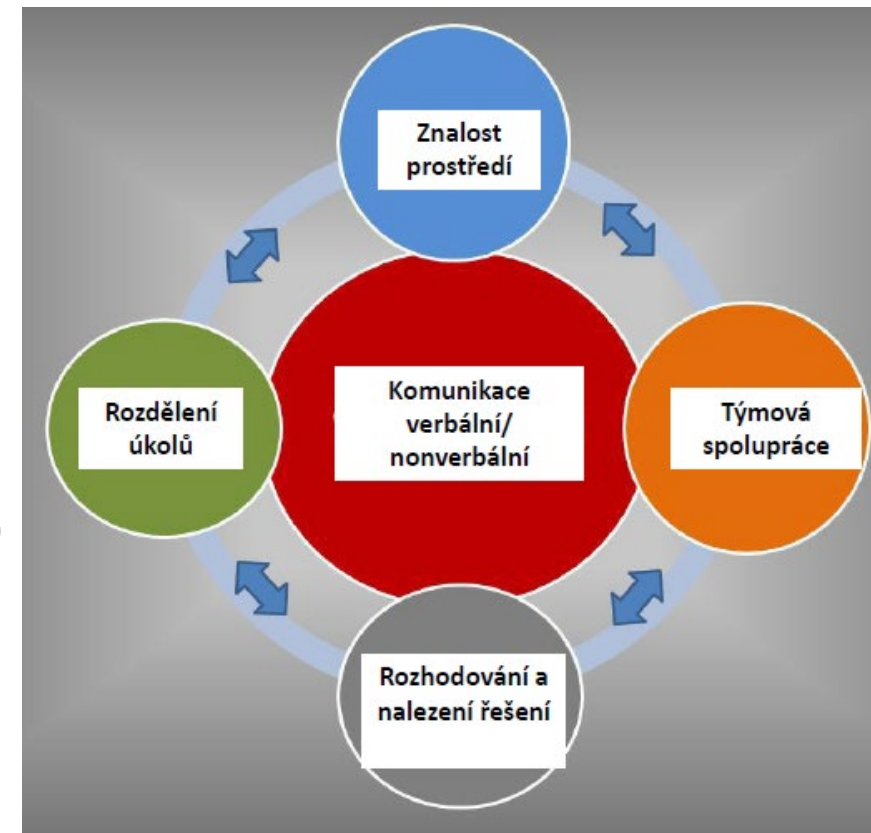 Znalost
prostředí
Rozdělení
úkolů
Komunikace
verbální/
nonverbální
Týmová
spolupráce
Rozhodování a
nalezení řešení